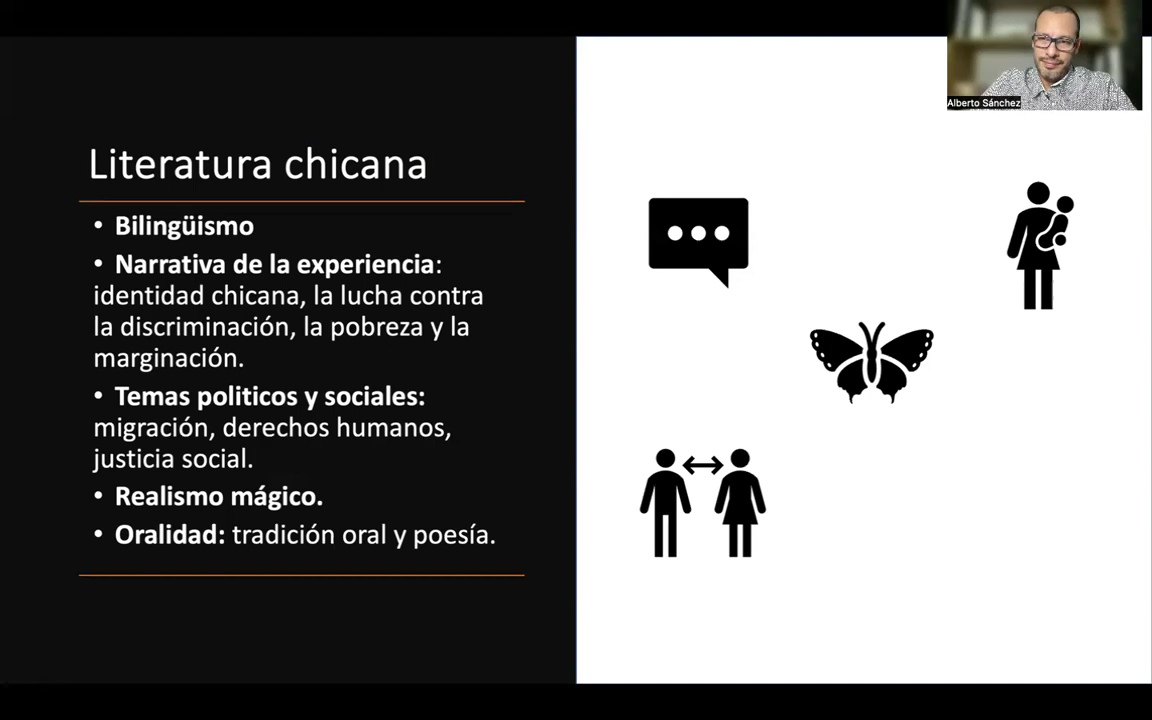 Alberto Sánchez
Literatura chicana
• Bilingüismo
• Narrativa de la experiencia:
identidad chicana, la lucha contra
la discriminación, la pobreza y la
marginación.
• Temas politicos y sociales:
migración, derechos humanos,
justicia social.
• Realismo mágico.
• Oralidad: tradición oral y poesía.